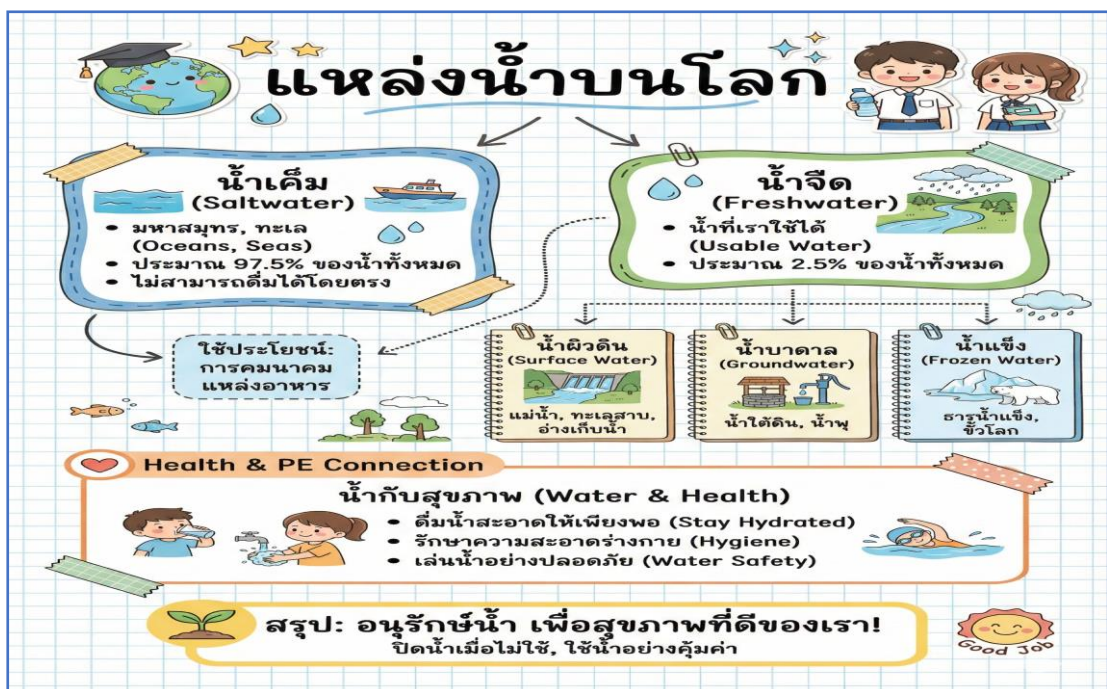 แหล่งน้ำบนโลก
น้ำเค็ม
(Saltwater)
• มหาสมุทร, ทะเล
(Oceans, Seas)
• ประมาณ 97.5% ของน้ำทั้งหมด
• ไม่สามารถดื่มได้โดยตรง
น้ำจืด
(Freshwater)
• น้ำที่เราใช้ได้
(Usable Water)
• ประมาณ 2.5% ของน้ำทั้งหมด
ใช้ประโยชน์:
การคมนาคม
แหล่งอาหาร
น้ำผิวดิน
(Surface Water)
แม่น้ำ, ทะเลสาบ,
อ่างเก็บน้ำ
น้ำบาดาล
(Groundwater)
น้ำใต้ดิน, น้ำพุ
น้ำแข็ง
(Frozen Water)
ธารน้ำแข็ง,
ขั้วโลก
Health & PE Connection
น้ำกับสุขภาพ (Water & Health)
• ดื่มน้ำสะอาดให้เพียงพอ (Stay Hydrated)
• รักษาความสะอาดร่างกาย (Hygiene)
• เล่นน้ำอย่างปลอดภัย (Water Safety)
สรุป: อนุรักษ์น้ำ เพื่อสุขภาพที่ดีของเรา!
ปิดน้ำเมื่อไม่ใช้, ใช้น้ำอย่างคุ้มค่า
Good Job